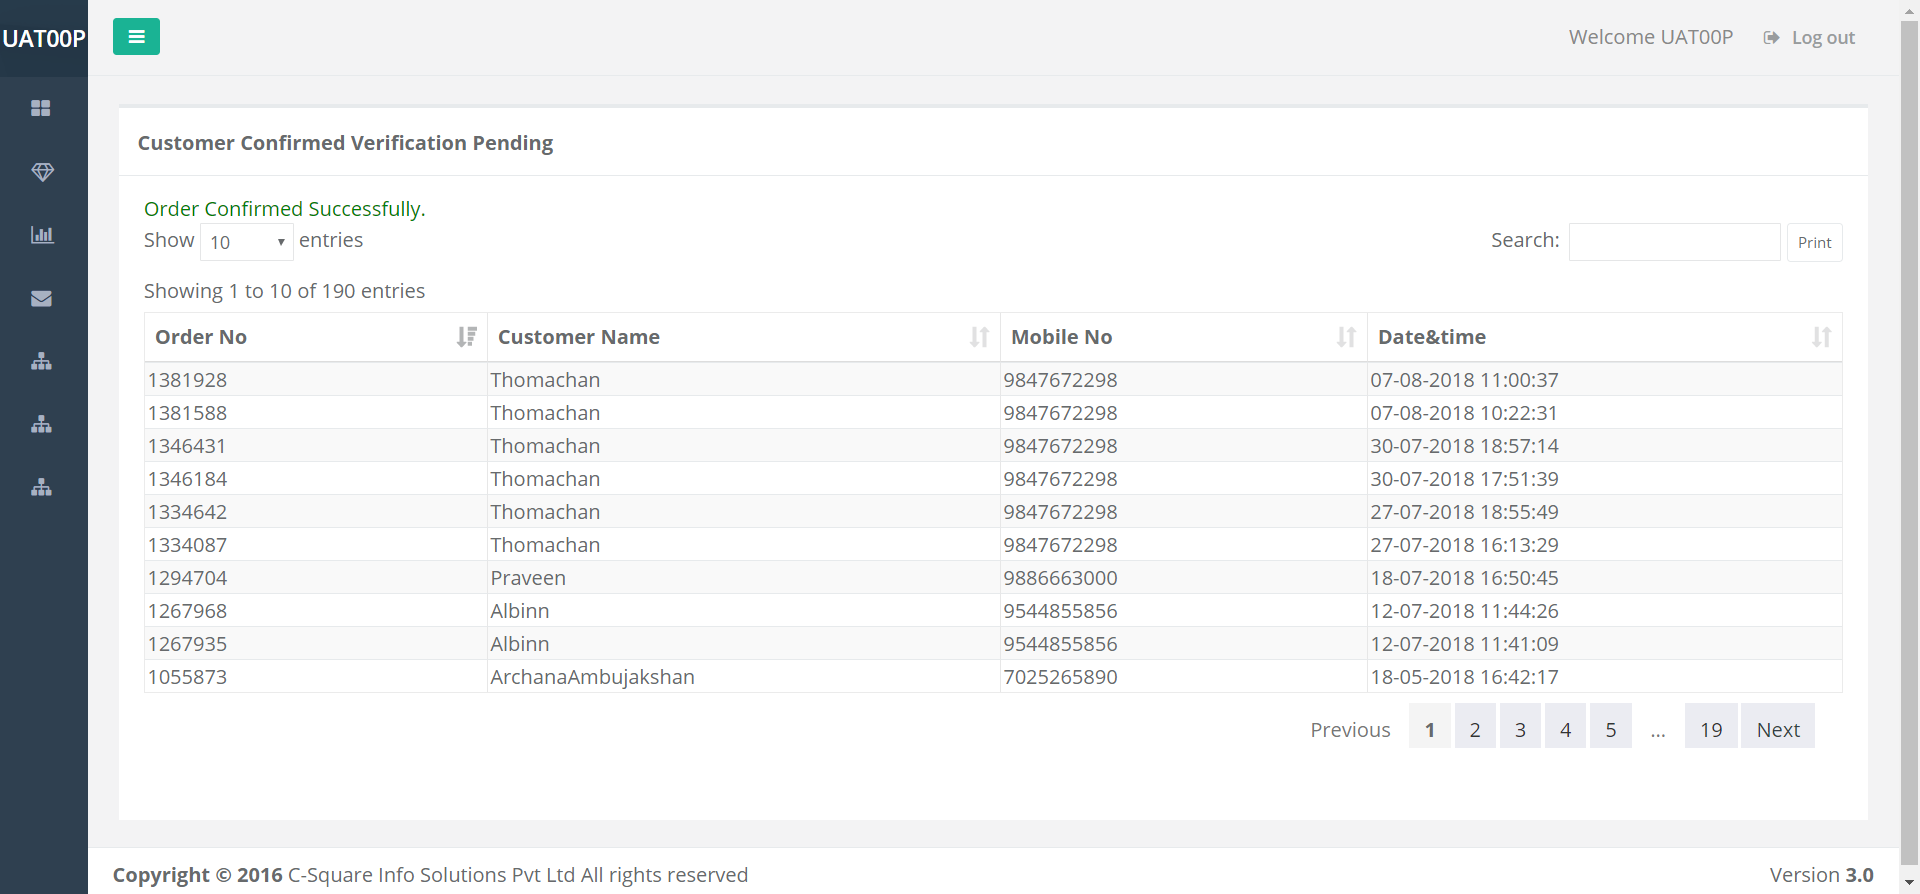 UAT00P
Welcome UAT00P Log out
Customer Confirmed Verification Pending
Order Confirmed Successfully.
Show 10 entries Search: Print
Showing 1 to 10 of 190 entries
Order No Customer Name Mobile No Date&time
1381928 Thomachan 9847672298 07-08-2018 11:00:37
1381588 Thomachan 9847672298 07-08-2018 10:22:31
1346431 Thomachan 9847672298 30-07-2018 18:57:14
1346184 Thomachan 9847672298 30-07-2018 17:51:39
1334642 Thomachan 9847672298 27-07-2018 18:55:49
1334087 Thomachan 9847672298 27-07-2018 16:13:29
1294704 Praveen 9886663000 18-07-2018 16:50:45
1267968 Albinn 9544855856 12-07-2018 11:44:26
1267935 Albinn 9544855856 12-07-2018 11:41:09
1055873 ArchanaAmbujakshan 7025265890 18-05-2018 16:42:17
Previous 1 2 3 4 5 ... 19 Next
Copyright © 2016 C-Square Info Solutions Pvt Ltd All rights reserved Version 3.0